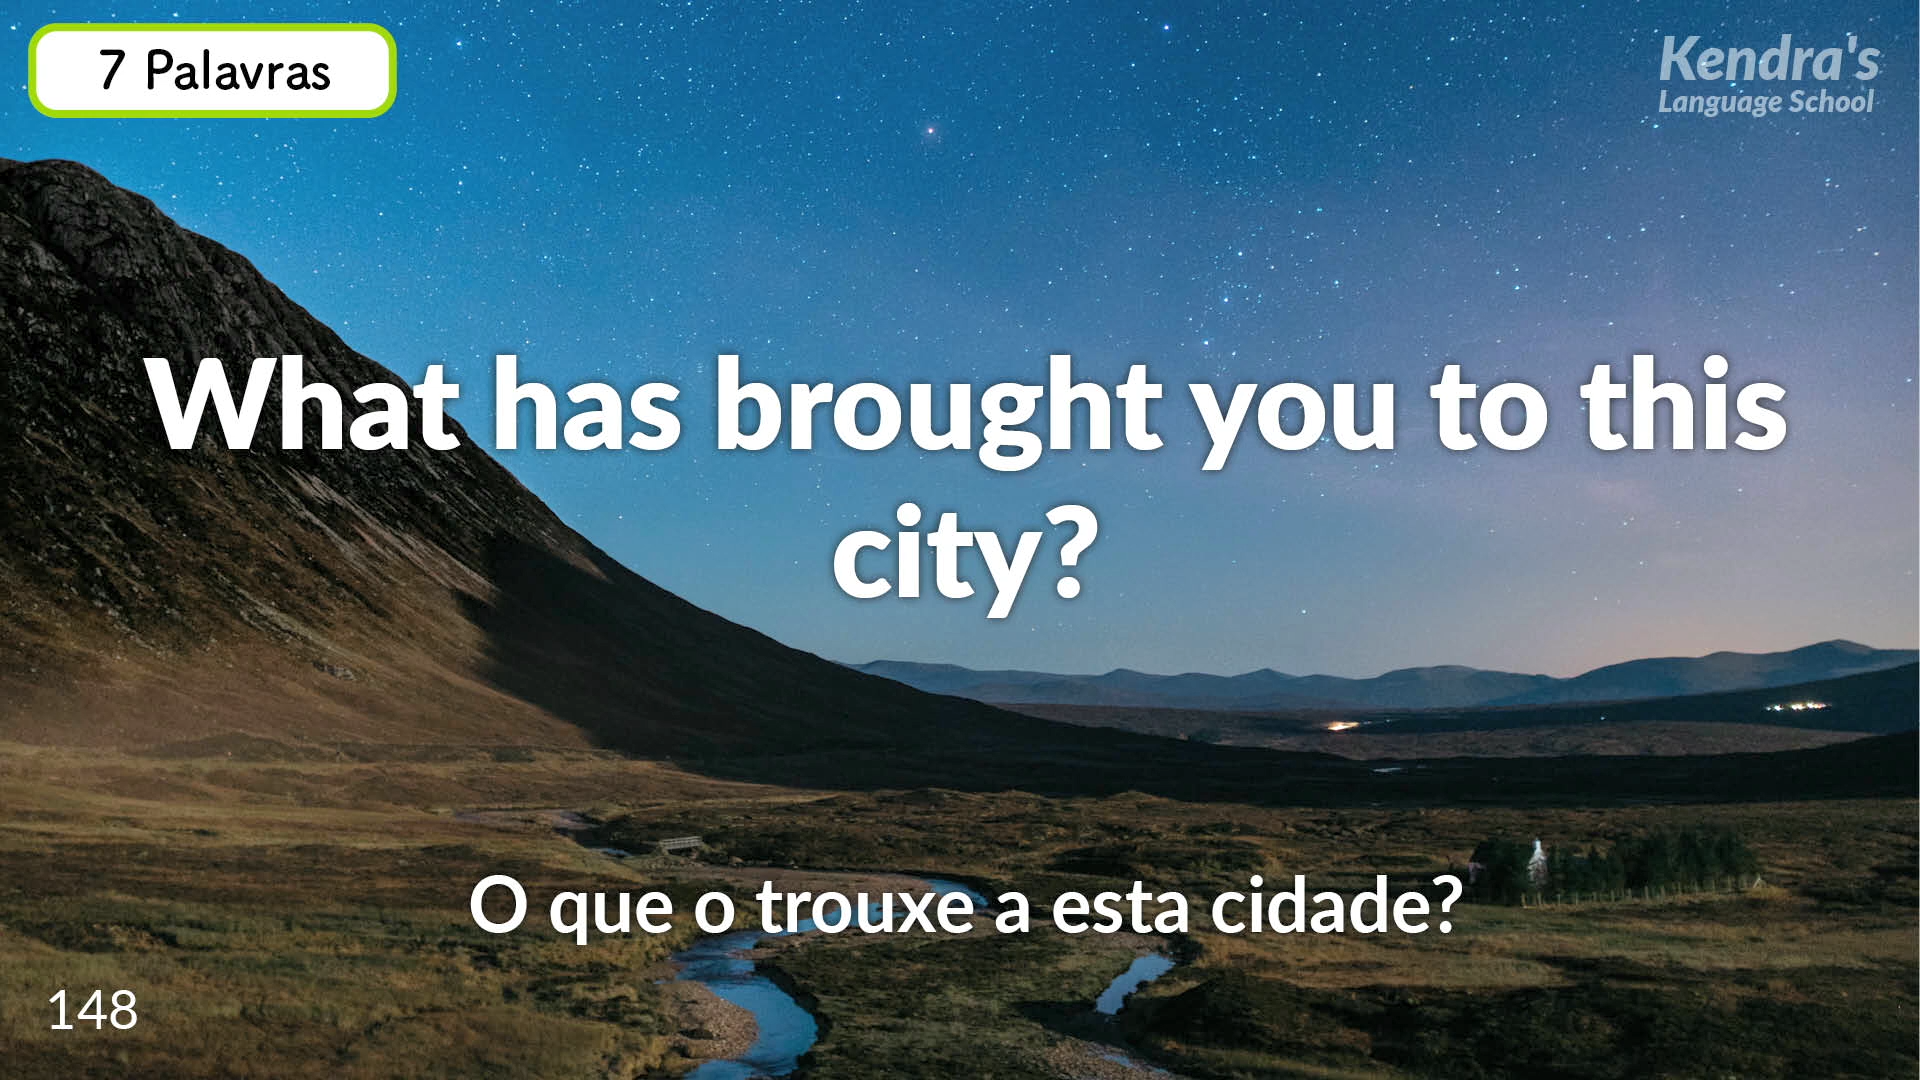 7 Palavras
Kendra's
Language School
What has brought you to this
city?
O que o trouxe a esta cidade?
148